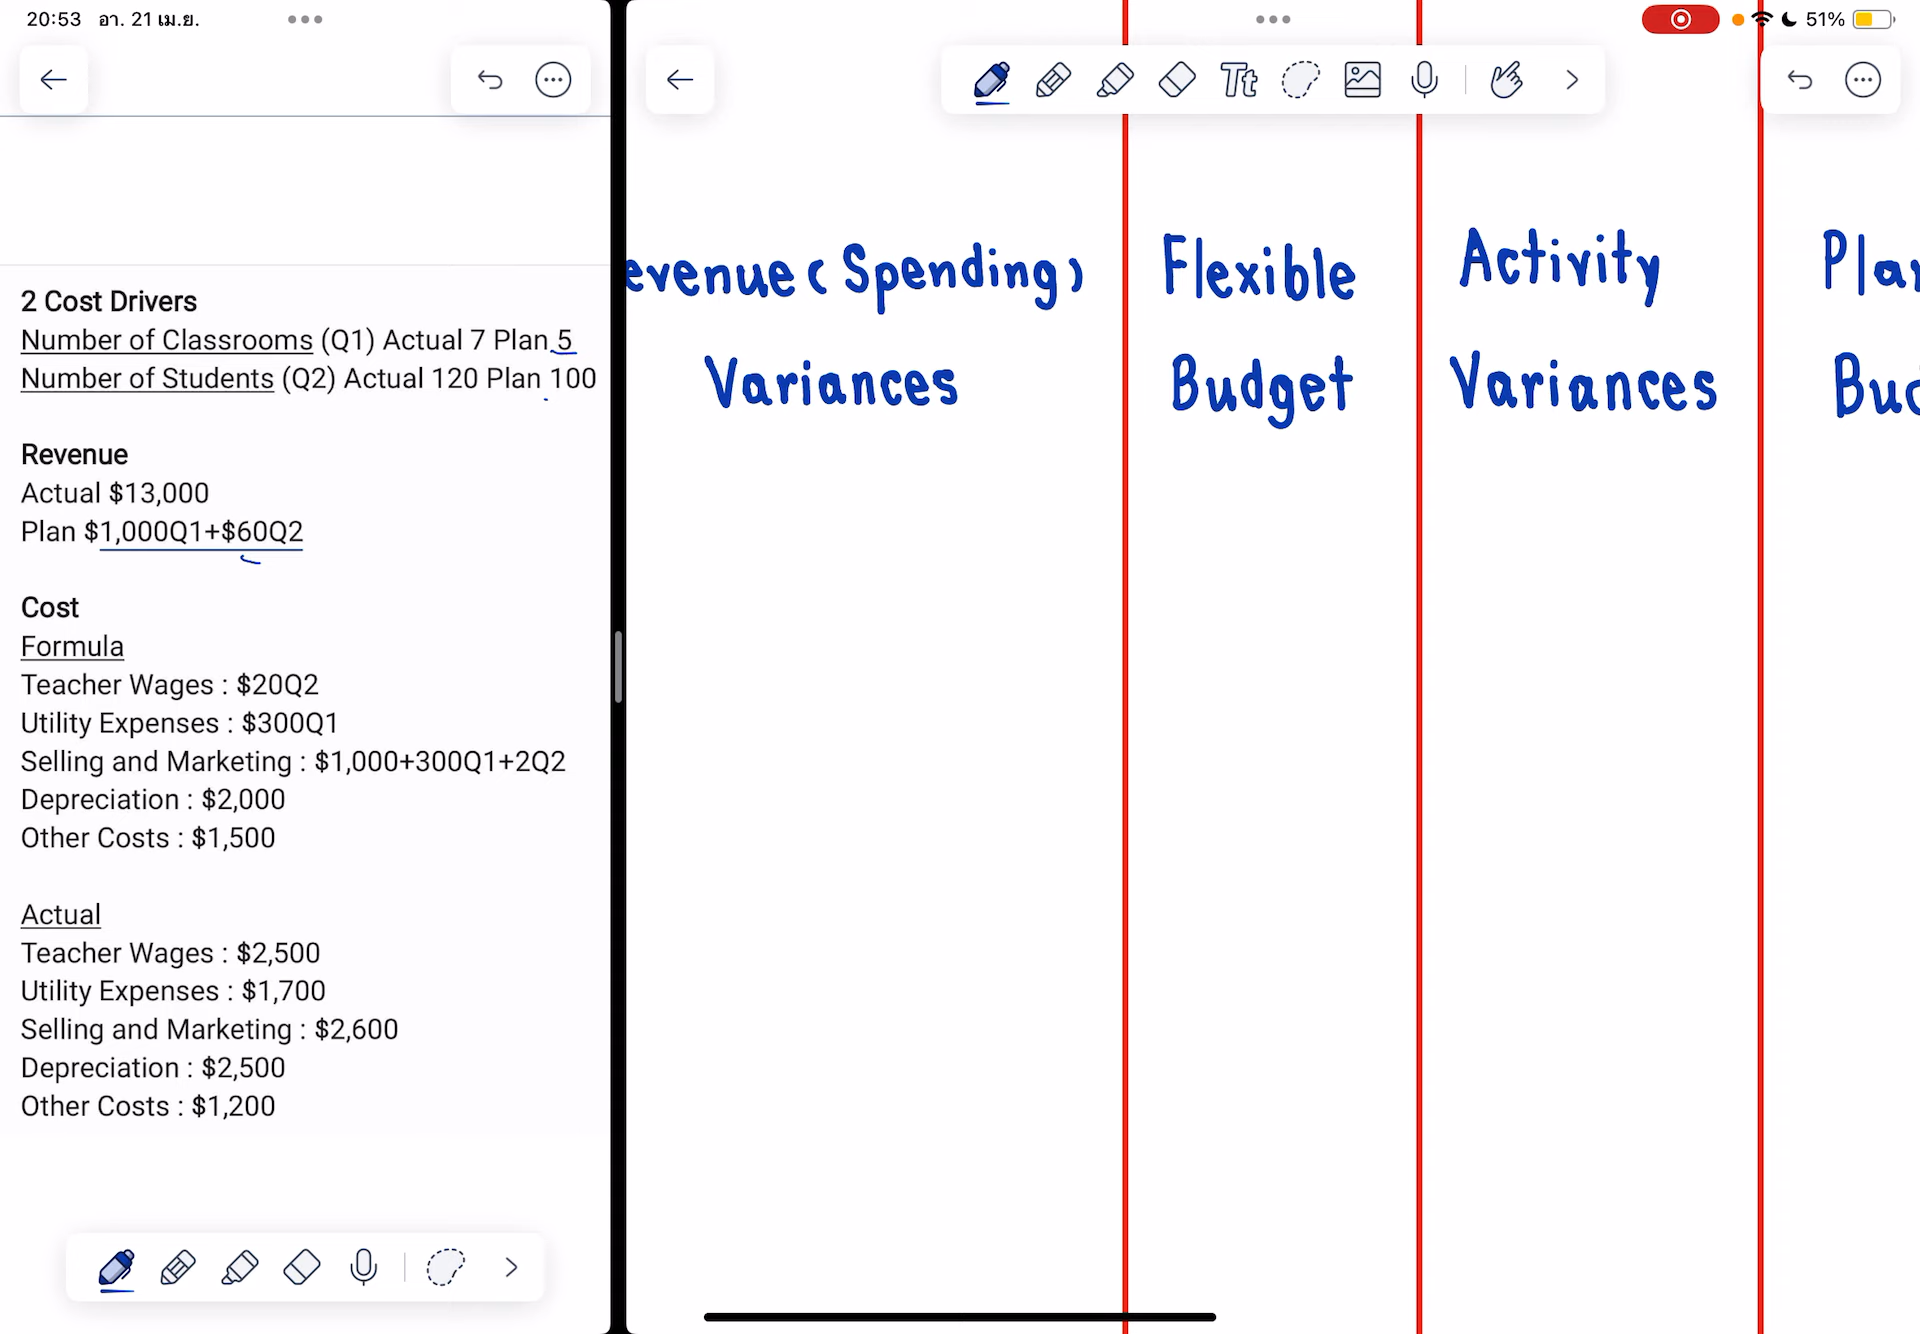 20:53 อา. 21 เม.ย.
51%
2 Cost Drivers
Number of Classrooms (Q1) Actual 7 Plan 5
Number of Students (Q2) Actual 120 Plan 100
Revenue
Actual $13,000
Plan $1,000Q1+$60Q2
Cost
Formula
Teacher Wages : $20Q2
Utility Expenses : $300Q1
Selling and Marketing : $1,000+300Q1+2Q2
Depreciation : $2,000
Other Costs : $1,500
Actual
Teacher Wages : $2,500
Utility Expenses : $1,700
Selling and Marketing : $2,600
Depreciation : $2,500
Other Costs : $1,200
Tt
evenue (Spending)
Variances
Flexible
Budget
Activity
Variances
Plan
Bud